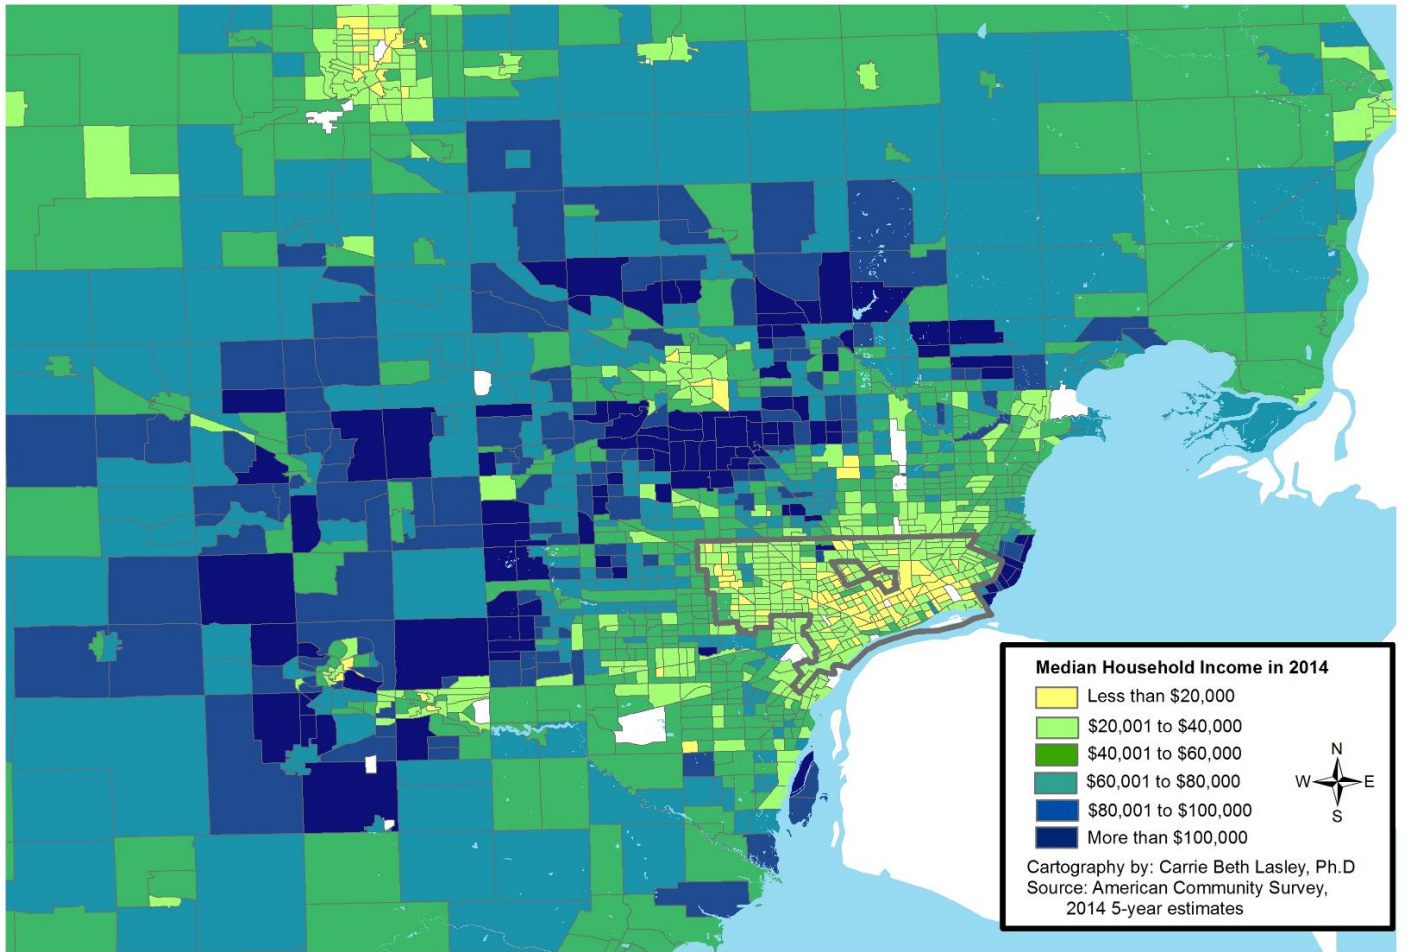 Median Household Income in 2014
Less than $20,000
$20,001 to $40,000
$40,001 to $60,000
$60,001 to $80,000
$80,001 to $100,000
More than $100,000
N
W E
S
Cartography by: Carrie Beth Lasley, Ph.D
Source: American Community Survey,
2014 5-year estimates